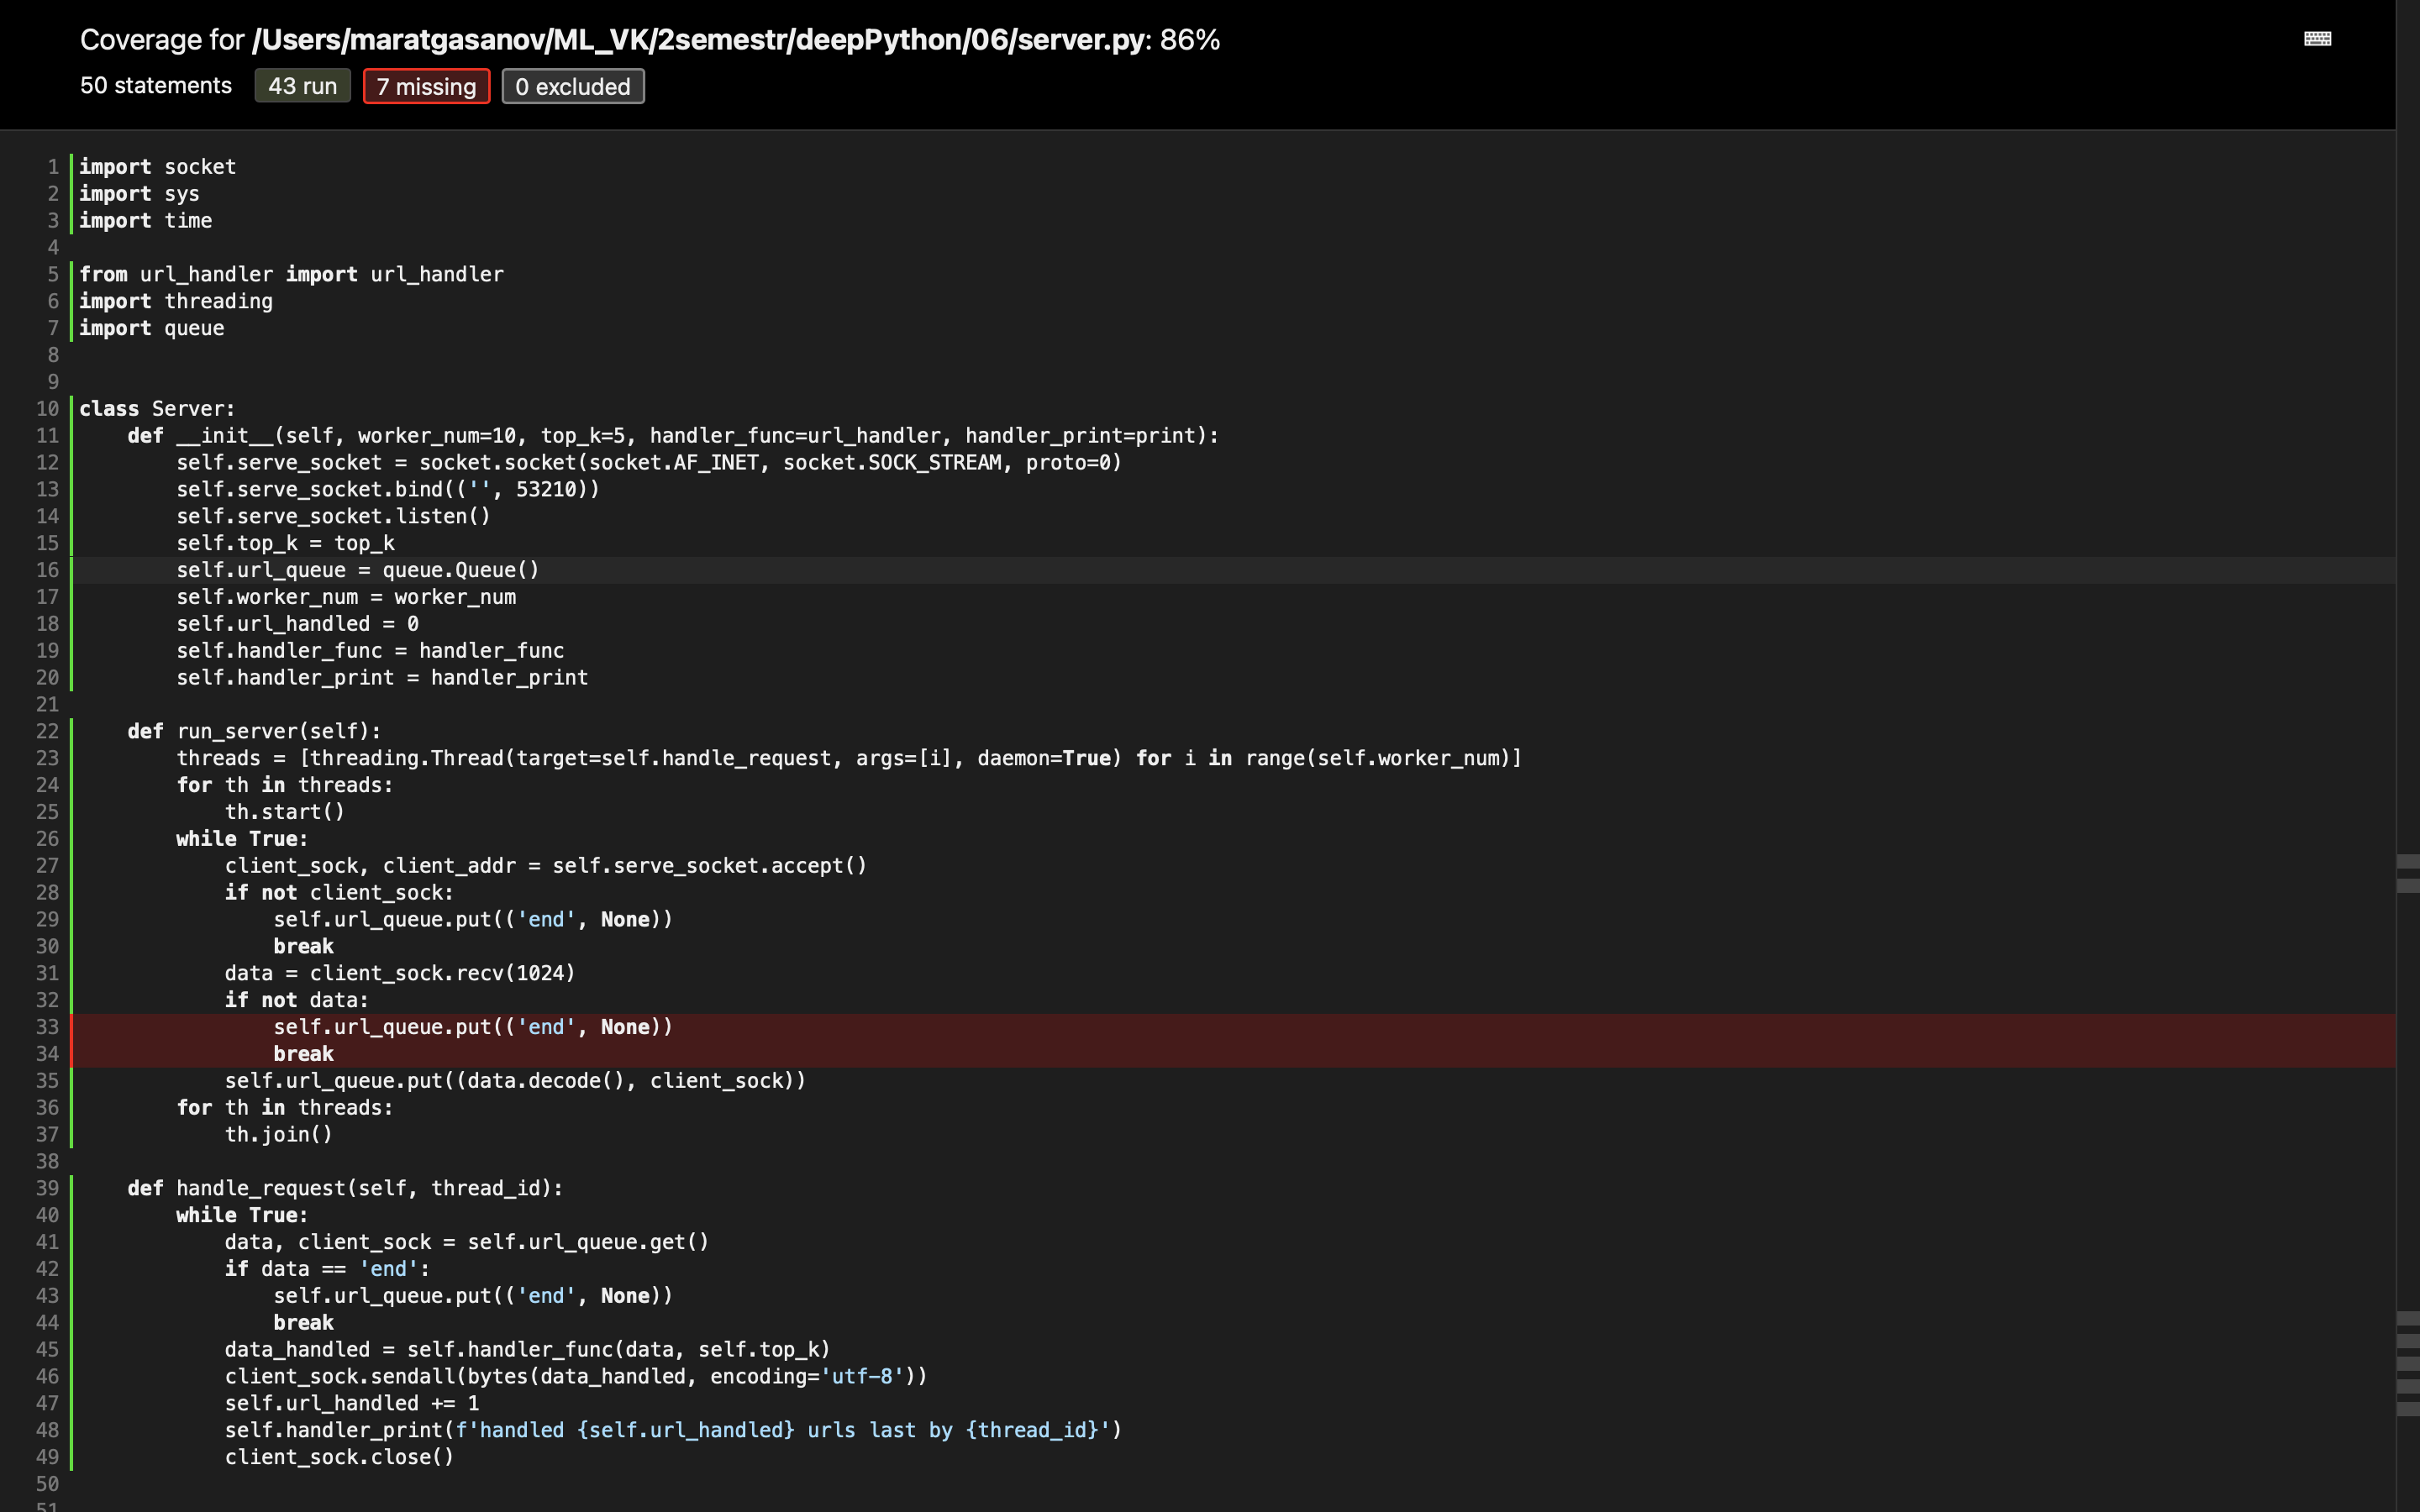 Coverage for /Users/maratgasanov/ML_VK/2semestr/deepPython/06/server.py: 86%
50 statements 43 run 7 missing 0 excluded
1 import socket
2 import sys
3 import time
4
5 from url_handler import url_handler
6 import threading
7 import queue
8
9
10 class Server:
11     def __init__(self, worker_num=10, top_k=5, handler_func=url_handler, handler_print=print):
12         self.serve_socket = socket.socket(socket.AF_INET, socket.SOCK_STREAM, proto=0)
13         self.serve_socket.bind(('', 53210))
14         self.serve_socket.listen()
15         self.top_k = top_k
16         self.url_queue = queue.Queue()
17         self.worker_num = worker_num
18         self.url_handled = 0
19         self.handler_func = handler_func
20         self.handler_print = handler_print
21
22     def run_server(self):
23         threads = [threading.Thread(target=self.handle_request, args=[i], daemon=True) for i in range(self.worker_num)]
24         for th in threads:
25             th.start()
26         while True:
27             client_sock, client_addr = self.serve_socket.accept()
28             if not client_sock:
29                 self.url_queue.put(('end', None))
30                 break
31             data = client_sock.recv(1024)
32             if not data:
33                 self.url_queue.put(('end', None))
34                 break
35             self.url_queue.put((data.decode(), client_sock))
36         for th in threads:
37             th.join()
38
39     def handle_request(self, thread_id):
40         while True:
41             data, client_sock = self.url_queue.get()
42             if data == 'end':
43                 self.url_queue.put(('end', None))
44                 break
45             data_handled = self.handler_func(data, self.top_k)
46             client_sock.sendall(bytes(data_handled, encoding='utf-8'))
47             self.url_handled += 1
48             self.handler_print(f'handled {self.url_handled} urls last by {thread_id}')
49             client_sock.close()
50
51